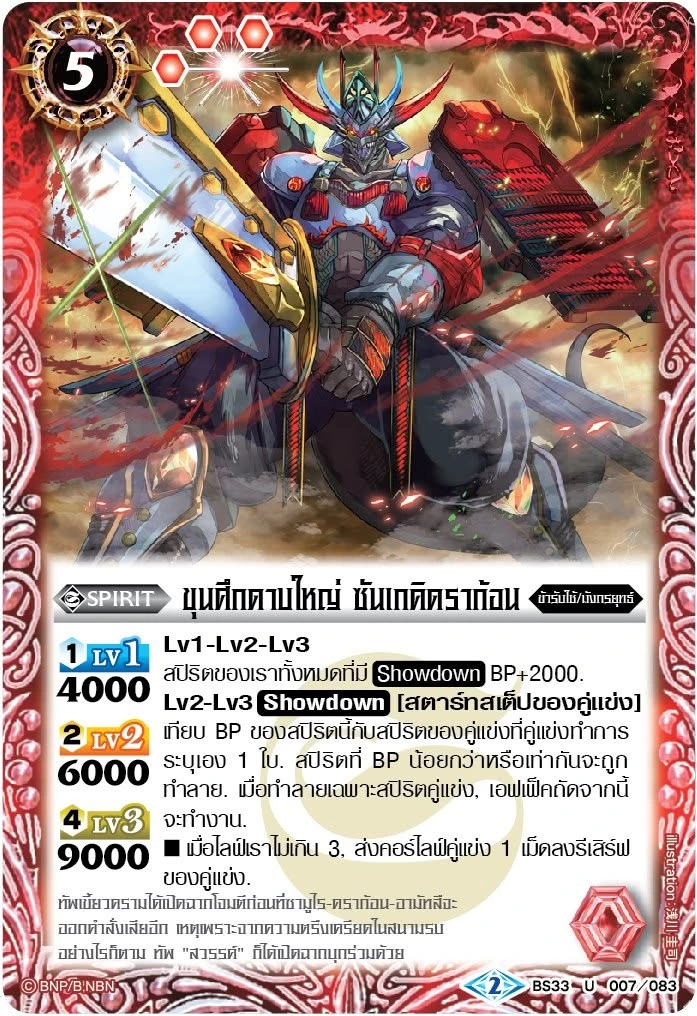 5
SPIRIT ขุนศึกดาบใหญ่ ซันเกคิดราก้อน ข้ารับใช้/มังกรยุทธ์
1 LV1
4000
2 LV2
6000
4 LV3
9000
Lv1-Lv2-Lv3
สปิริตของเราทั้งหมดที่มี Showdown BP+2000.
Lv2-Lv3 Showdown [สตาร์ทสเต็ปของคู่แข่ง]
เทียบ BP ของสปิริตนี้กับสปิริตของคู่แข่งที่คู่แข่งทำการ
ระบุเอง 1 ใบ. สปิริตที่ BP น้อยกว่าหรือเท่ากันจะถูก
ทำลาย. เมื่อทำลายเฉพาะสปิริตคู่แข่ง, เอฟเฟ็คถัดจากนี้
จะทำงาน.
■ เมื่อไลฟ์เราไม่เกิน 3, ส่งคอร์ไลฟ์คู่แข่ง 1 เม็ดลงรีเสิร์ฟ
ของคู่แข่ง.
ทัพเขี้ยวครามได้เปิดฉากโจมตีก่อนที่ซามูไร-ดราก้อน-อามัทสึจะ
ออกคำสั่งเสียอีก เหตุเพราะจากความตรึงเครียดในสนามรบ
อย่างไรก็ตาม ทัพ "สวรรค์" ก็ได้เปิดฉากบุกร่วมด้วย
illustration : 浅川 圭司
©BNP/B.NBN 2 BS33 U 007/083